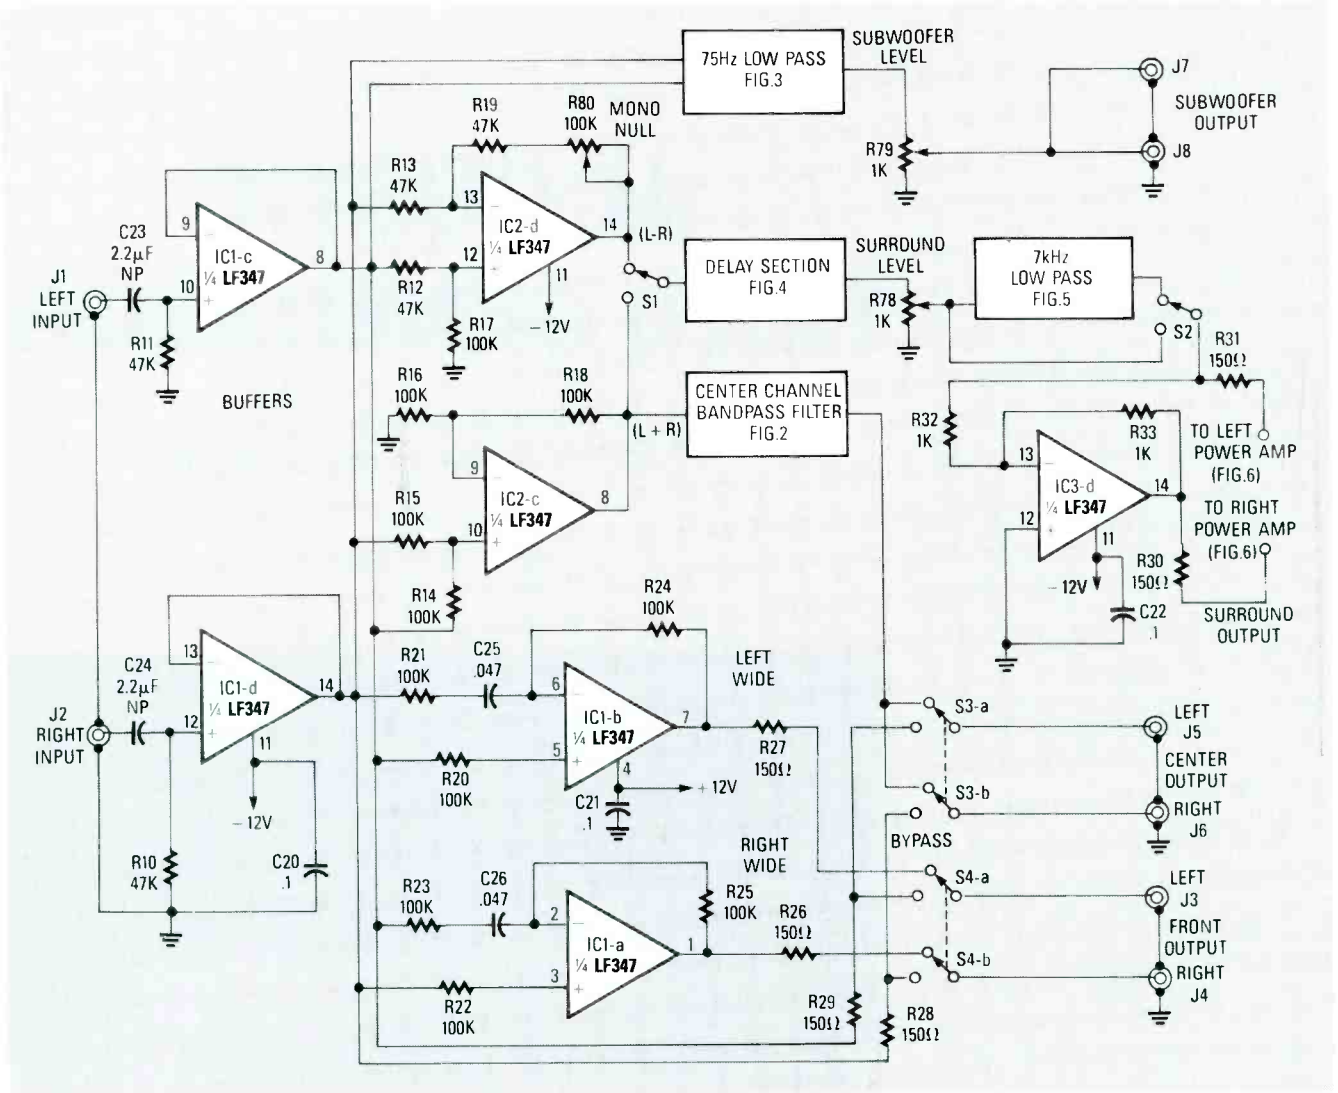 75Hz LOW PASS
FIG.3
SUBWOOFER
LEVEL
J7
SUBWOOFER
OUTPUT
J8
R79
1K
R19
47K
R80
100K
MONO
NULL
R13
47K
13
−
IC2-d
¼ LF347
14
12
+
11
−12V
(L-R)
R12
47K
R17
100K
S1
DELAY SECTION
FIG.4
SURROUND
LEVEL
R78
1K
7kHz
LOW PASS
FIG.5
S2
R31
150Ω
C23
2.2µF
NP
9
−
IC1-c
¼ LF347
8
10
+
J1
LEFT
INPUT
R11
47K
BUFFERS
R16
100K
R18
100K
(L + R)
CENTER CHANNEL
BANDPASS FILTER
FIG.2
R32
1K
R33
1K
TO LEFT
POWER AMP
(FIG.6)
13
−
IC3-d
¼ LF347
14
12
+
11
−12V
TO RIGHT
POWER AMP
(FIG.6)
R30
150Ω
C22
.1
SURROUND
OUTPUT
9
−
IC2-c
¼ LF347
8
R15
100K
10
+
R14
100K
C24
2.2µF
NP
13
−
IC1-d
¼ LF347
14
12
+
11
−12V
J2
RIGHT
INPUT
R10
47K
C20
.1
R21
100K
C25
.047
R24
100K
6
−
IC1-b
¼ LF347
7
5
+
4
+12V
C21
.1
R20
100K
LEFT
WIDE
R27
150Ω
S3-a
LEFT
J5
CENTER
OUTPUT
S3-b
RIGHT
J6
BYPASS
RIGHT
WIDE
R23
100K
C26
.047
R25
100K
2
−
IC1-a
¼ LF347
1
3
+
R22
100K
R26
150Ω
S4-a
LEFT
J3
FRONT
OUTPUT
S4-b
RIGHT
J4
R29
150Ω
R28
150Ω